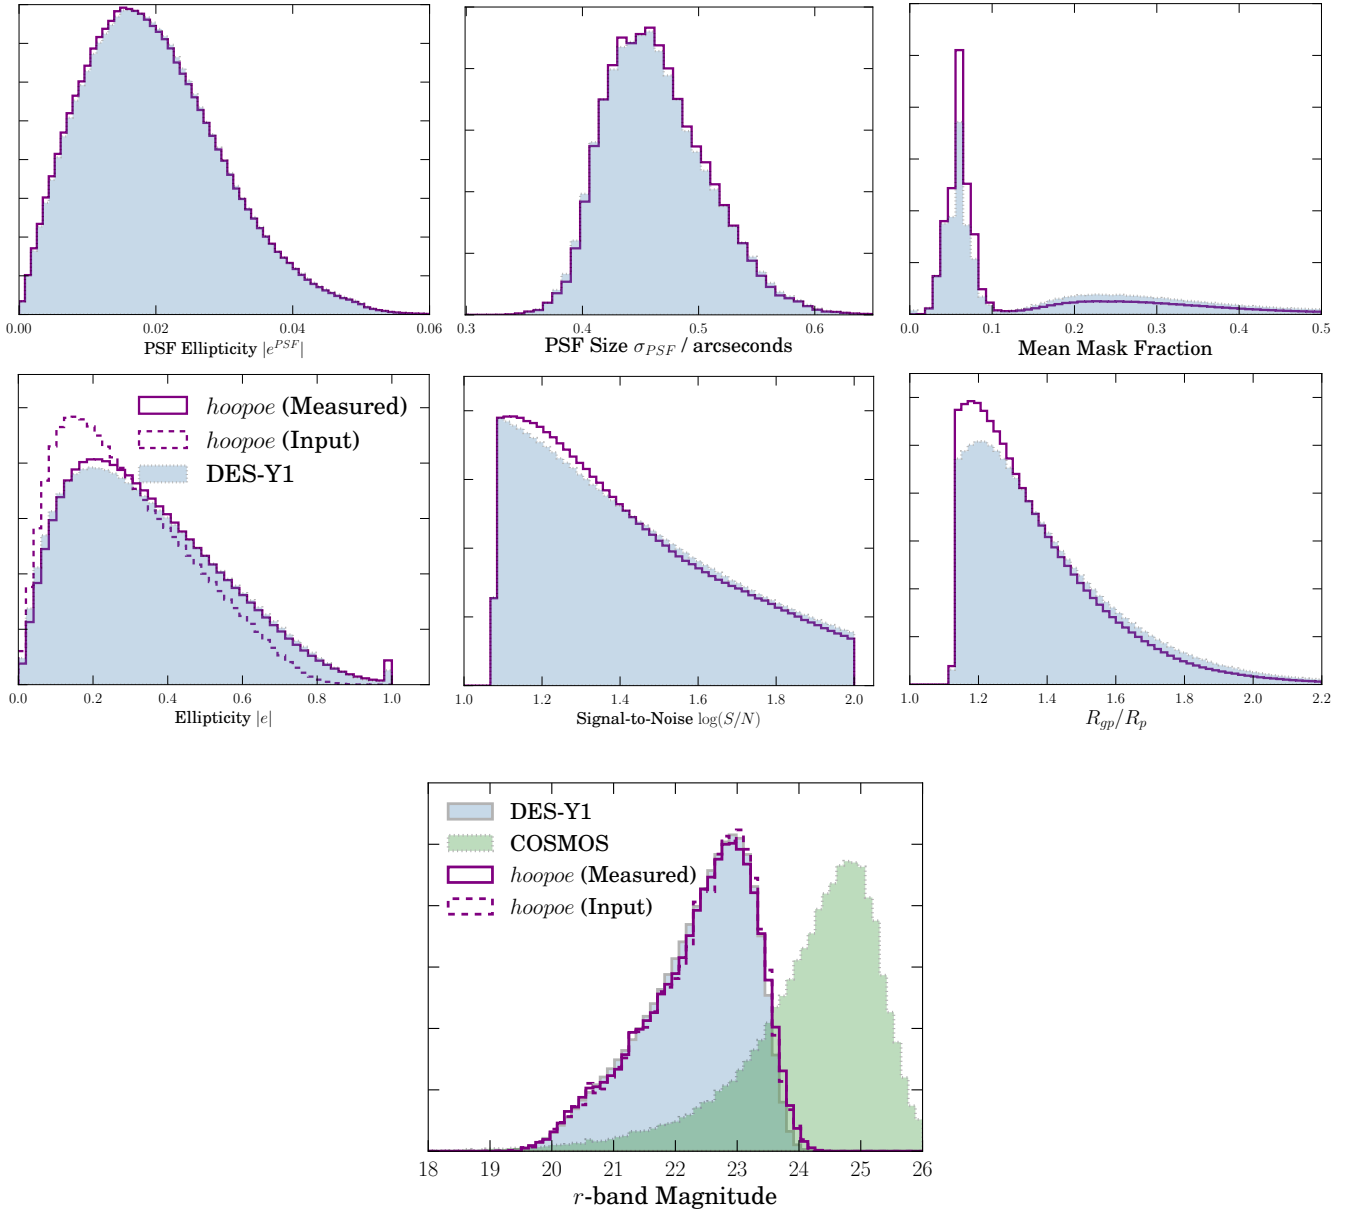 0.00 0.02 0.04 0.06
PSF Ellipticity |e^{PSF}|
0.3 0.4 0.5 0.6
PSF Size σ_{PSF} / arcseconds
0.0 0.1 0.2 0.3 0.4 0.5
Mean Mask Fraction
hoopoe (Measured)
hoopoe (Input)
DES-Y1
0.0 0.2 0.4 0.6 0.8 1.0
Ellipticity |e|
1.0 1.2 1.4 1.6 1.8 2.0
Signal-to-Noise log(S/N)
1.0 1.2 1.4 1.6 1.8 2.0 2.2
R_{gp}/R_p
DES-Y1
COSMOS
hoopoe (Measured)
hoopoe (Input)
18 19 20 21 22 23 24 25 26
r-band Magnitude